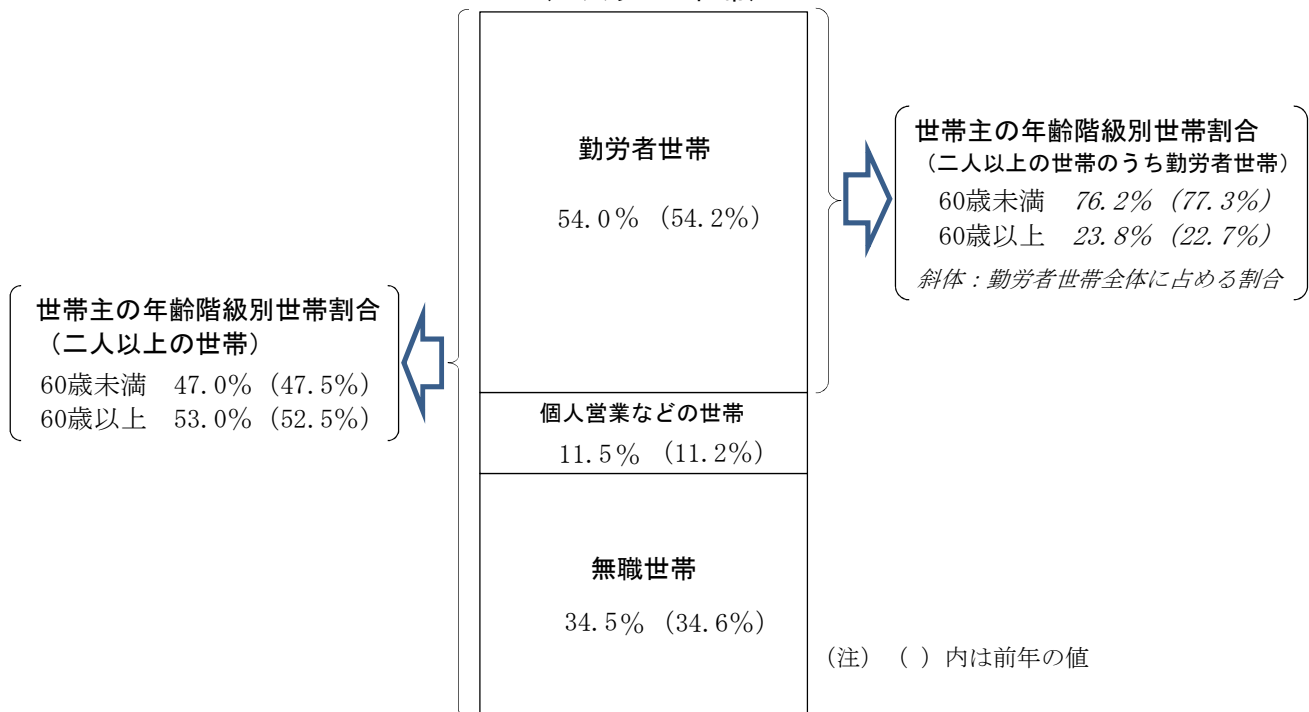 勤労者世帯
54.0% (54.2%)
世帯主の年齢階級別世帯割合
(二人以上の世帯のうち勤労者世帯)
60歳未満 76.2% (77.3%)
60歳以上 23.8% (22.7%)
斜体:勤労者世帯全体に占める割合
世帯主の年齢階級別世帯割合
(二人以上の世帯)
60歳未満 47.0% (47.5%)
60歳以上 53.0% (52.5%)
個人営業などの世帯
11.5% (11.2%)
無職世帯
34.5% (34.6%)
(注) ( )内は前年の値